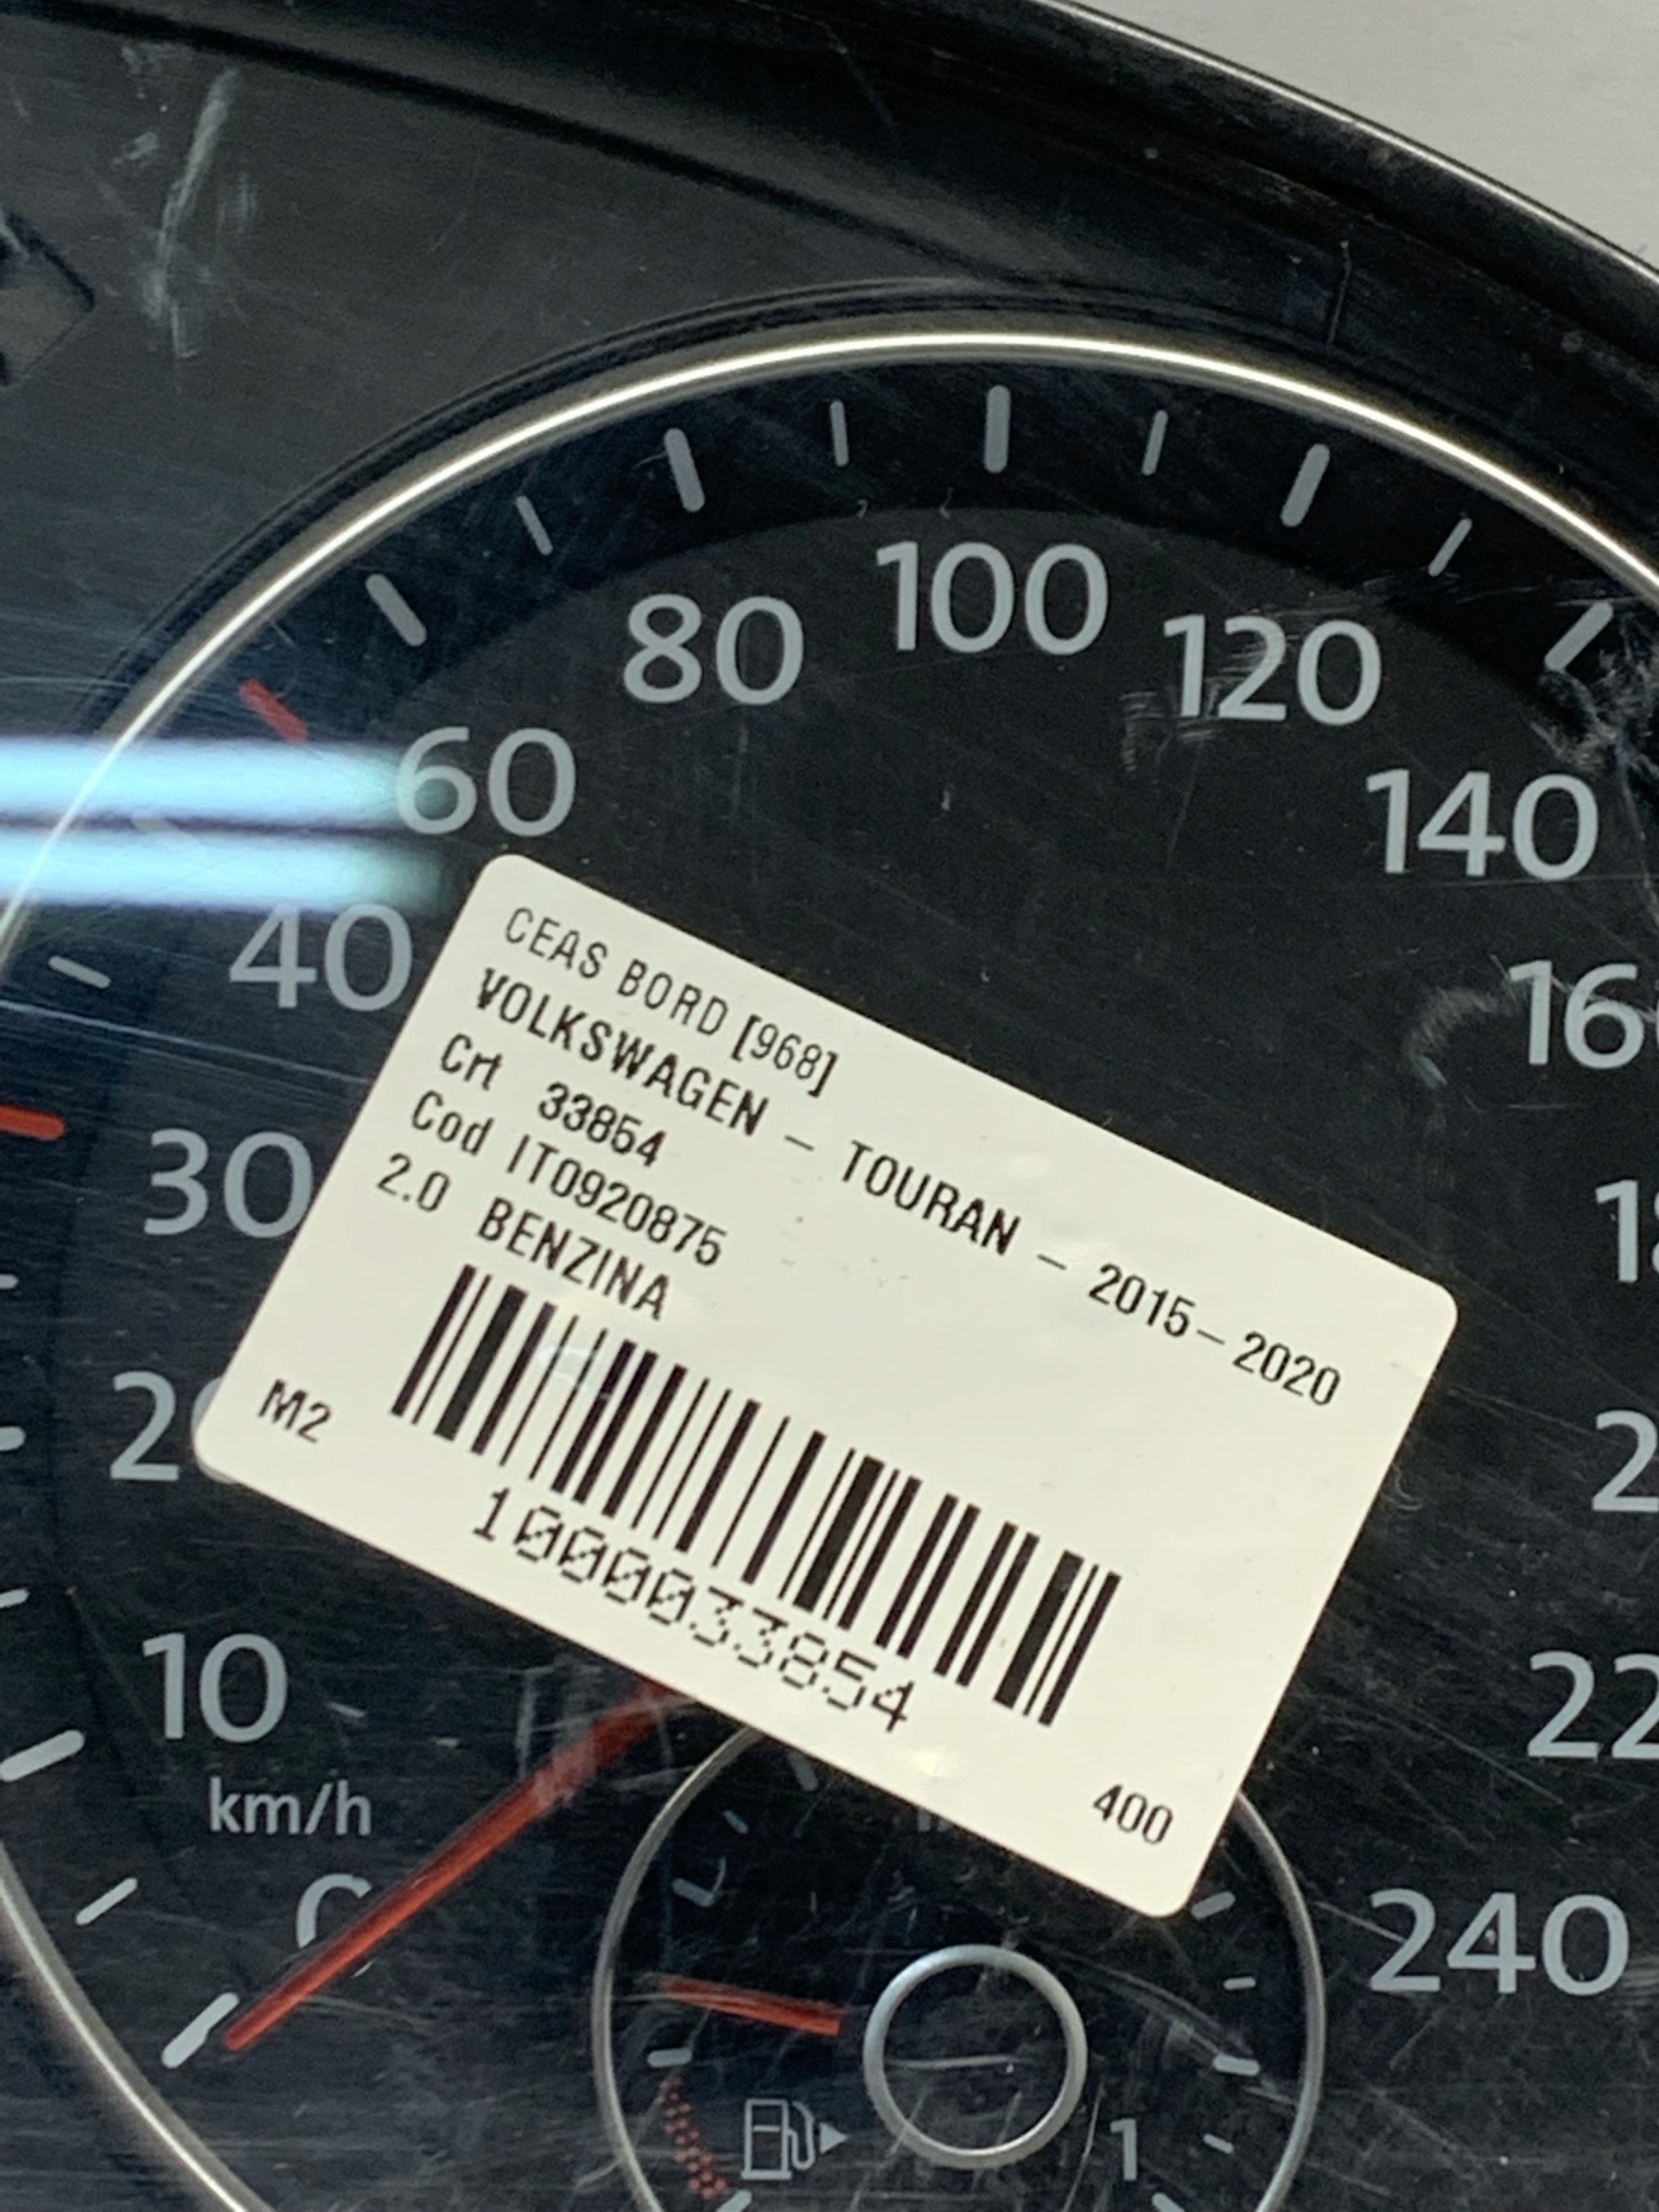 100
80
120
60
140
40
CEAS BORD [968]
VOLKSWAGEN – TOURAN – 2015–2020
Crt 33854
Cod IT0920875
2.0 BENZINA
30
10
M2
1000033854
400
km/h
240
1